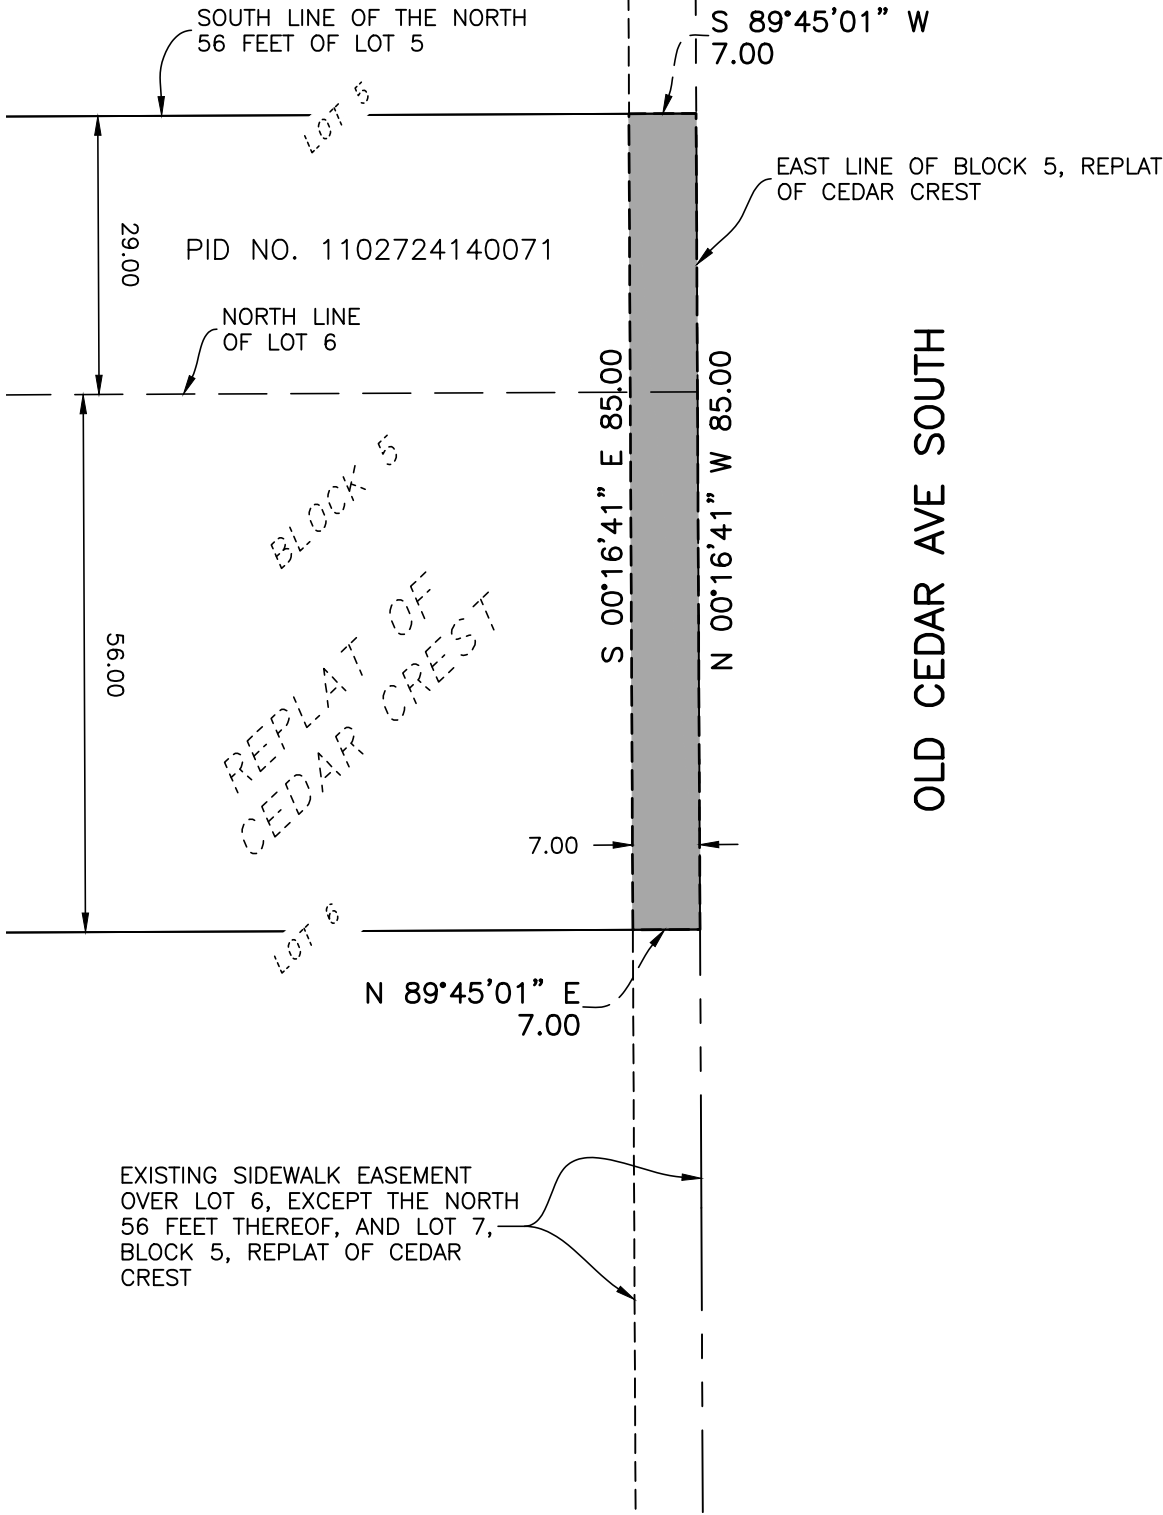 SOUTH LINE OF THE NORTH
56 FEET OF LOT 5
S 89°45'01" W
7.00
LOT 5
EAST LINE OF BLOCK 5, REPLAT
OF CEDAR CREST
29.00
PID NO. 1102724140071
NORTH LINE
OF LOT 6
S 00°16'41" E 85.00
N 00°16'41" W 85.00
OLD CEDAR AVE SOUTH
BLOCK 5
56.00
REPLAT OF
CEDAR CREST
7.00
LOT 6
N 89°45'01" E
7.00
EXISTING SIDEWALK EASEMENT
OVER LOT 6, EXCEPT THE NORTH
56 FEET THEREOF, AND LOT 7,
BLOCK 5, REPLAT OF CEDAR
CREST